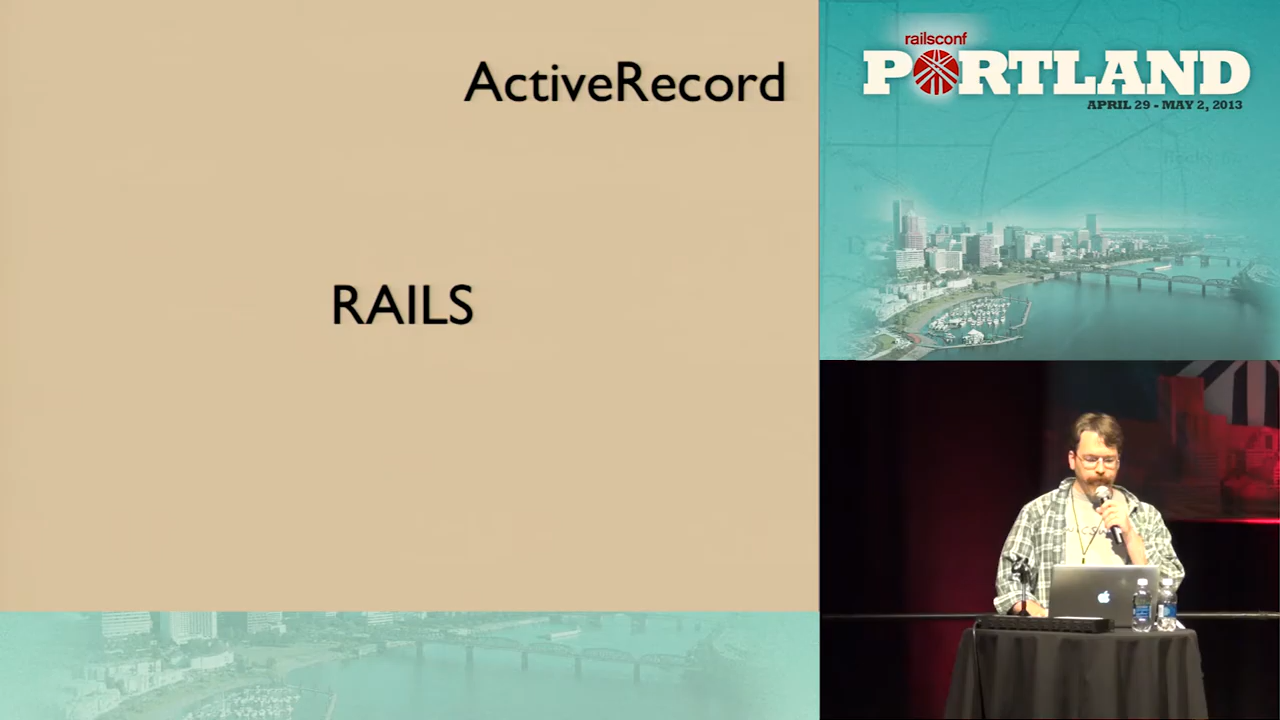 ActiveRecord
RAILS
railsconf
PORTLAND
APRIL 29 - MAY 2, 2013